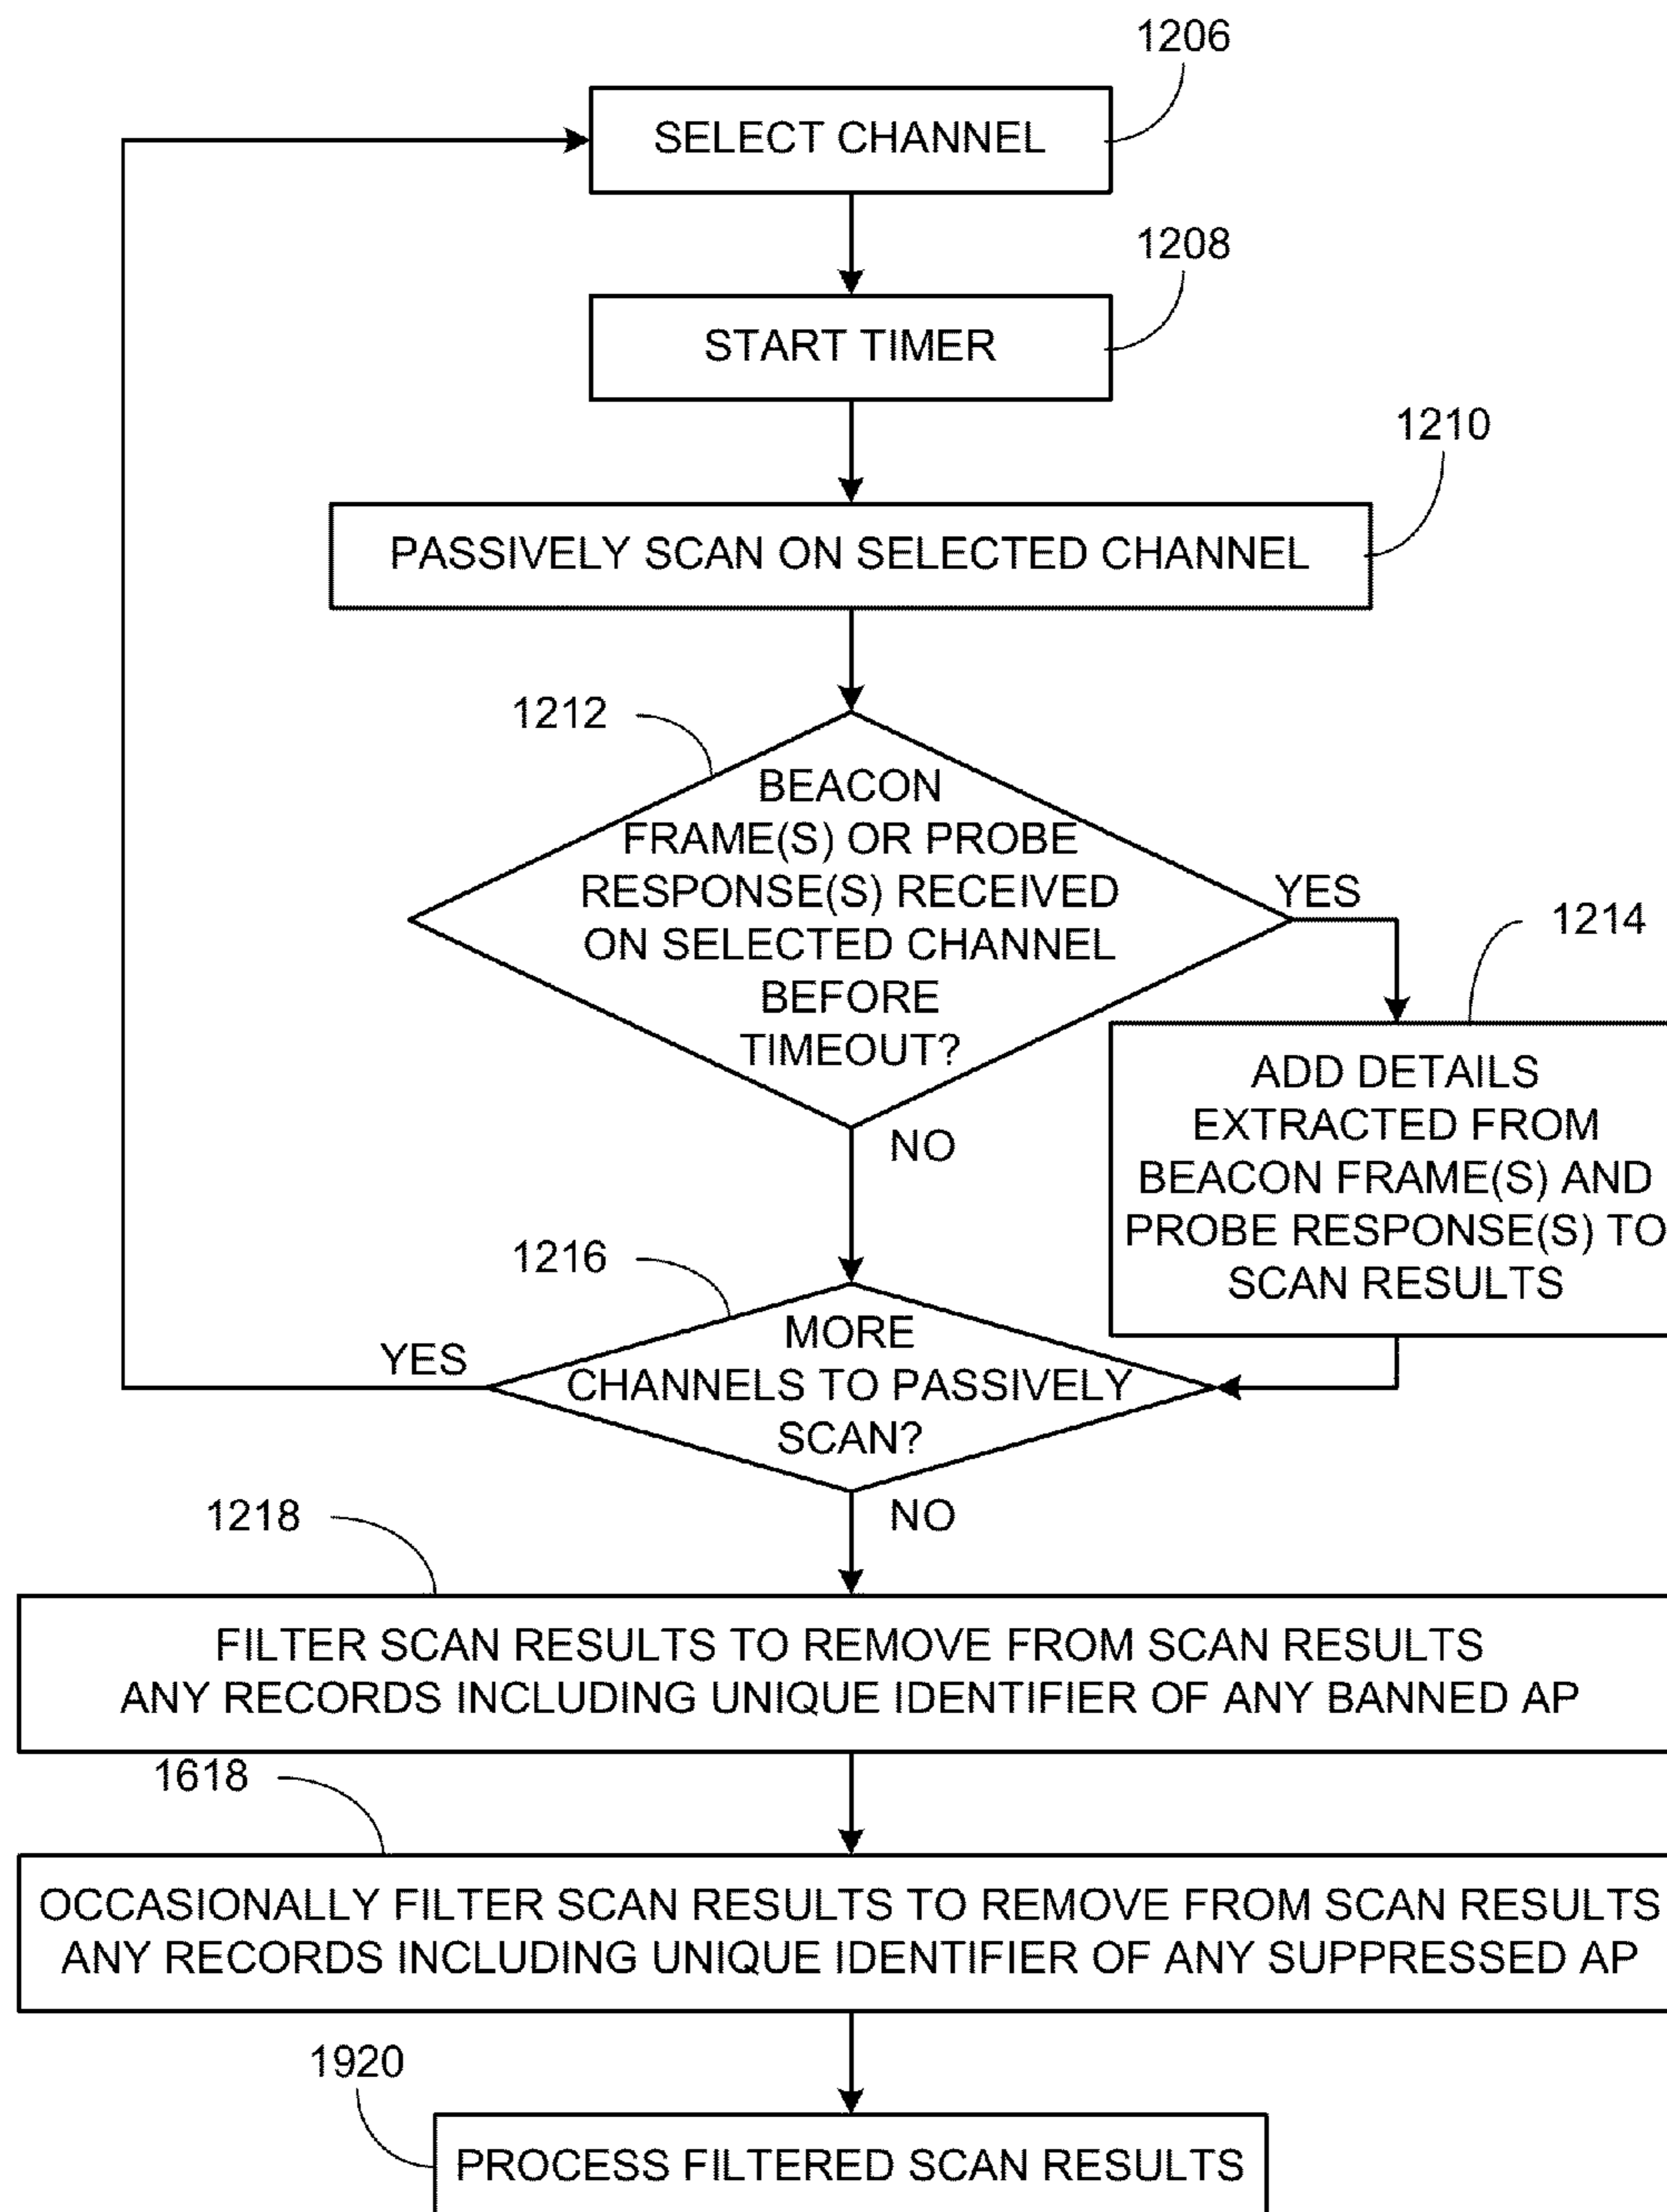 1206
SELECT CHANNEL
1208
START TIMER
1210
PASSIVELY SCAN ON SELECTED CHANNEL
1212
BEACON
FRAME(S) OR PROBE
RESPONSE(S) RECEIVED
ON SELECTED CHANNEL
BEFORE
TIMEOUT?
YES
1214
ADD DETAILS
EXTRACTED FROM
BEACON FRAME(S) AND
PROBE RESPONSE(S) TO
SCAN RESULTS
NO
1216
MORE
CHANNELS TO PASSIVELY
SCAN?
YES
NO
1218
FILTER SCAN RESULTS TO REMOVE FROM SCAN RESULTS
ANY RECORDS INCLUDING UNIQUE IDENTIFIER OF ANY BANNED AP
1618
OCCASIONALLY FILTER SCAN RESULTS TO REMOVE FROM SCAN RESULTS
ANY RECORDS INCLUDING UNIQUE IDENTIFIER OF ANY SUPPRESSED AP
1920
PROCESS FILTERED SCAN RESULTS